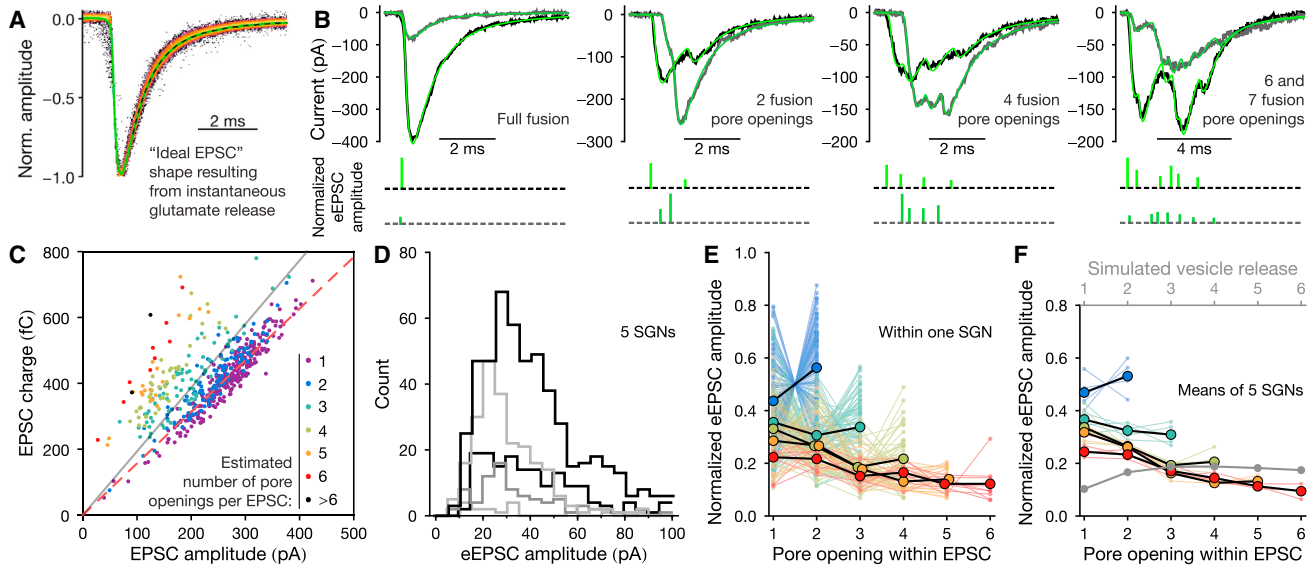 A
0.0
−0.5
−1.0
Norm. amplitude
2 ms
“Ideal EPSC”
shape resulting
from instantaneous
glutamate release
B
Current (pA)
0
−100
−200
−300
−400
Full fusion
2 ms
0
−100
−200
−300
2 fusion
pore openings
2 ms
0
−50
−100
−150
−200
4 fusion
pore openings
2 ms
0
−50
−100
−150
−200
6 and
7 fusion
pore openings
4 ms
Normalized
eEPSC
amplitude
C
EPSC charge (fC)
800
600
400
200
0
0 100 200 300 400 500
EPSC amplitude (pA)
Estimated
number of pore
openings per EPSC:
1
2
3
4
5
6
>6
D
Count
80
60
40
20
0
0 20 40 60 80 100
eEPSC amplitude (pA)
5 SGNs
E
Normalized eEPSC amplitude
1.0
0.8
0.6
0.4
0.2
0.0
1 2 3 4 5 6
Pore opening within EPSC
Within one SGN
F
Simulated vesicle release
1 2 3 4 5 6
Normalized eEPSC amplitude
0.8
0.6
0.4
0.2
0.0
Means of 5 SGNs
1 2 3 4 5 6
Pore opening within EPSC